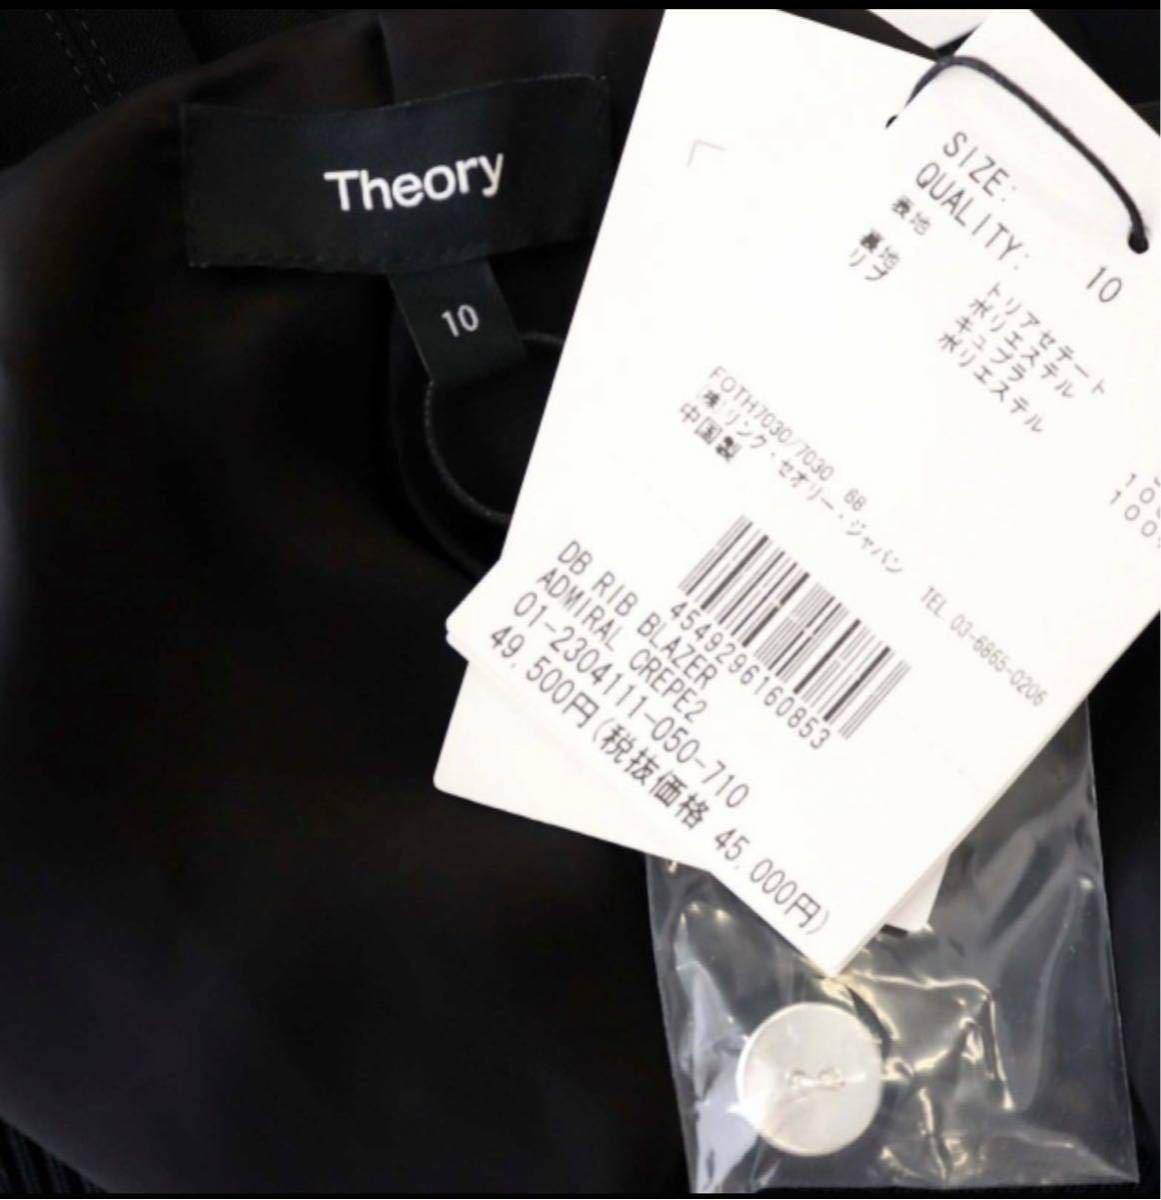 Theory
10
SIZE: 10
QUALITY:
表地 トリアセテート
ポリエステル
裏地 キュプラ 100
リブ ポリエステル 100%
FOTH7030/7030 68
(株)リンク・セオリー・ジャパン TEL 03-6865-0206
中国製
4549296160853
DB RIB BLAZER
ADMIRAL CREPE2
01-2304111-050-710
49,500円(税抜価格 45,000円)